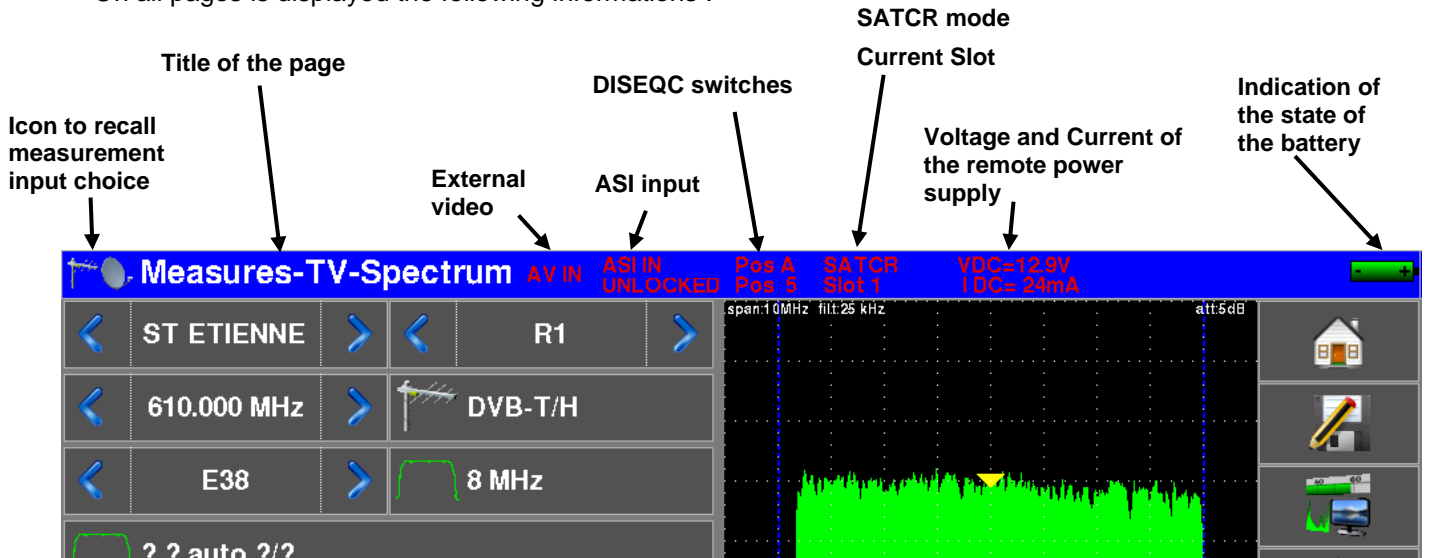 On all pages is displayed the following informations :
SATCR mode
Current Slot
Title of the page
DISEQC switches
Indication of
the state of
the battery
Icon to recall
measurement
input choice
Voltage and Current of
the remote power
supply
External
video
ASI input
Measures-TV-Spectrum
AV IN
ASI IN
UNLOCKED
Pos A
Pos 5
SATCR
Slot 1
VDC=12.9V
I DC= 24mA
- +
ST ETIENNE
R1
span:10MHz filt:25 kHz
att:5dB
610.000 MHz
DVB-T/H
E38
8 MHz
? ? auto ?/?